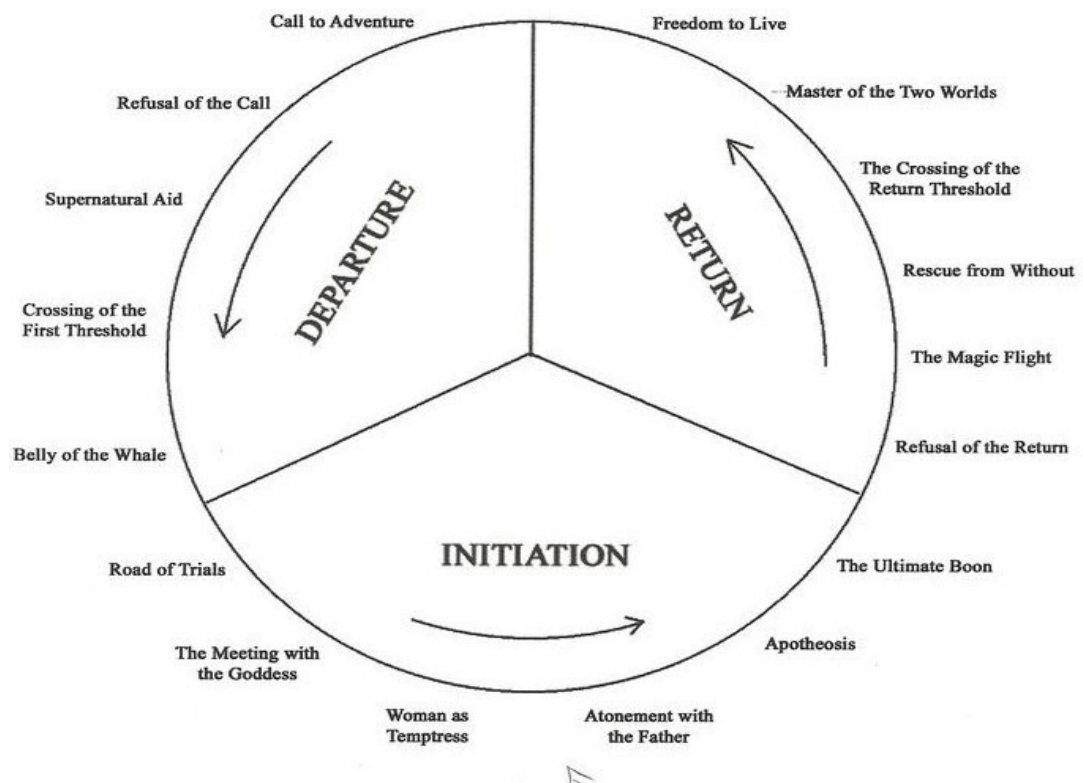 Call to Adventure
Freedom to Live
Refusal of the Call
Master of the Two Worlds
Supernatural Aid
The Crossing of the
Return Threshold
DEPARTURE
RETURN
Rescue from Without
Crossing of the
First Threshold
The Magic Flight
Belly of the Whale
Refusal of the Return
INITIATION
Road of Trials
The Ultimate Boon
The Meeting with
the Goddess
Apotheosis
Woman as
Temptress
Atonement with
the Father